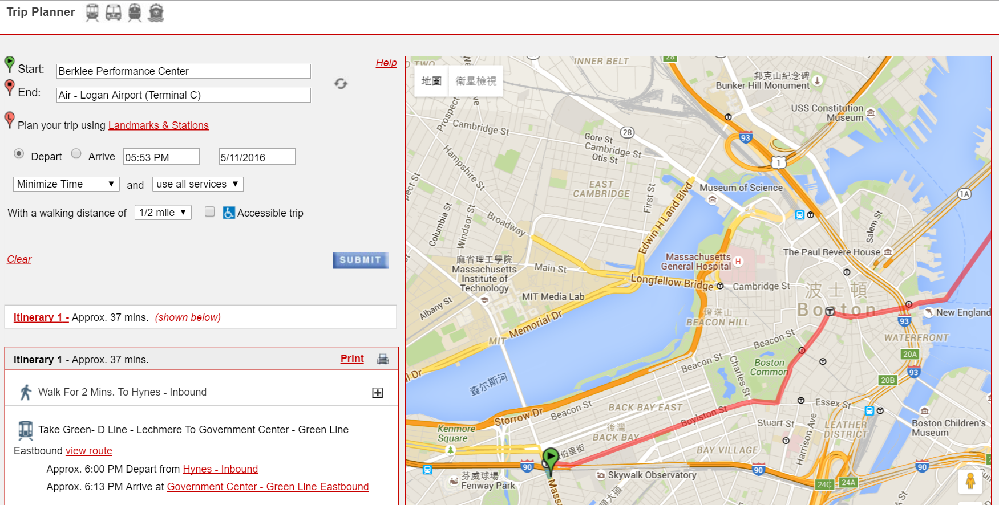 Trip Planner
Start:
Berklee Performance Center
Help
End:
Air - Logan Airport (Terminal C)
L
Plan your trip using Landmarks & Stations
Depart
Arrive
05:53 PM
5/11/2016
Minimize Time
and
use all services
With a walking distance of
1/2 mile
Accessible trip
Clear
SUBMIT
Itinerary 1 - Approx. 37 mins. (shown below)
Itinerary 1 - Approx. 37 mins.
Print
Walk For 2 Mins. To Hynes - Inbound
Take Green- D Line - Lechmere To Government Center - Green Line
Eastbound view route
Approx. 6:00 PM Depart from Hynes - Inbound
Approx. 6:13 PM Arrive at Government Center - Green Line Eastbound
地圖
衛星檢視
D TWO
INNER BELT
28
邦克山紀念碑
Bunker Hill Monument
USS Constitution
Museum
Prospect
ve
Cambridge St
28
Gore St
Cambridge St
Otis St
93
1
Hampshire St
EAST
CAMBRIDGE
First St
Museum of Science
1A
pect St
Edwin H Land Blvd
Columbia St
Windsor St
Broadway
Salem St
The Paul Revere House
麻省理工學院
Massachusetts
Institute of
Technology
Main St
Massachusetts
General Hospital
H
Longfellow Bridge
Cambridge St
波士頓
Boston
MIT Media Lab
Albany St
燈塔山
BEACON HILL
New England
93
Memorial Dr
MIT
WATERFRONT
Beacon St
20A
Beacon St
Charles St
Boston
Common
93
20B
al Dr
查尔斯河
Storrow Dr
Beacon St
BACK BAY EAST
Boylston St
Essex St
後灣
BACK BAY
Stuart St
LEATHER
DISTRICT
Boston Children's
Museum
Kenmore
Square
Harrison Ave
BAY VILLAGE
伯里街
90
90
90
芬威球場
Fenway Park
Skywalk Observatory
24C
24A
Massa
頓大道
A St